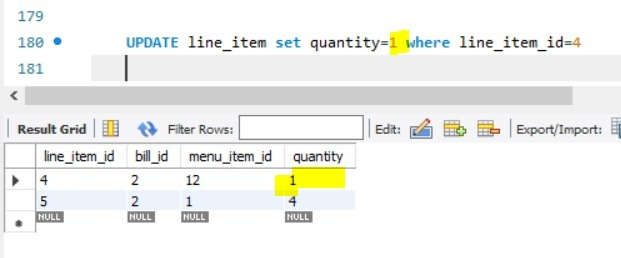 179
180 UPDATE line_item set quantity=1 where line_item_id=4
181
Result Grid Filter Rows: Edit: Export/Import:
line_item_id bill_id menu_item_id quantity
4 2 12 1
5 2 1 4
NULL NULL NULL NULL